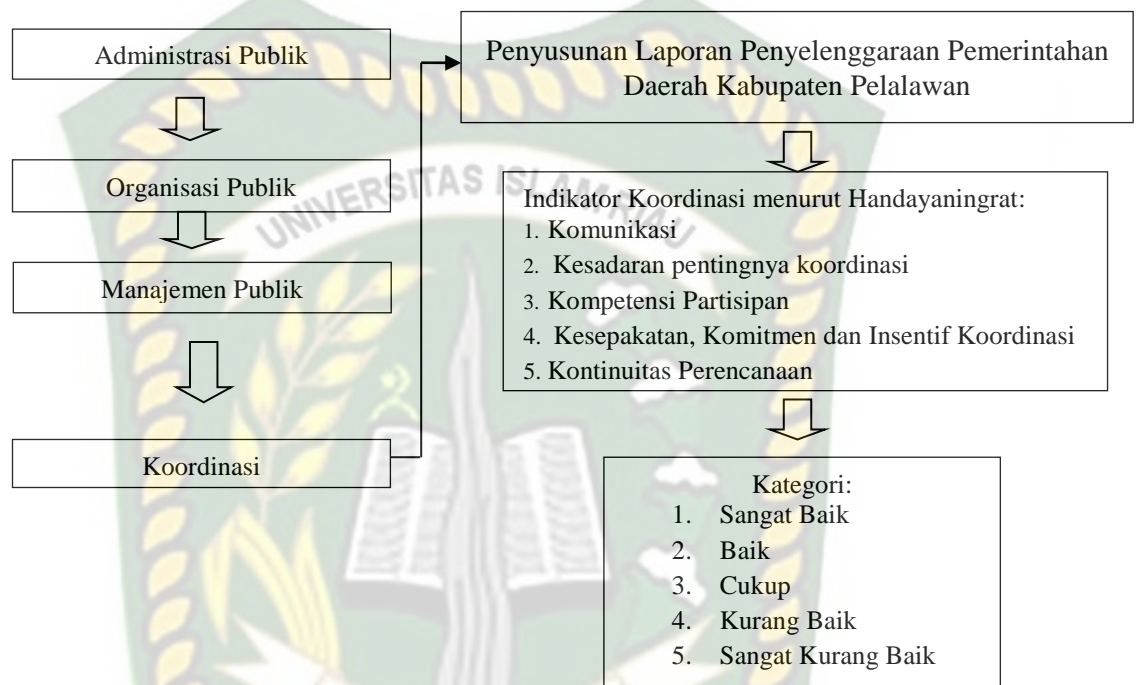 Administrasi Publik
Organisasi Publik
Manajemen Publik
Koordinasi
Penyusunan Laporan Penyelenggaraan Pemerintahan
Daerah Kabupaten Pelalawan
Indikator Koordinasi menurut Handayaningrat:
1. Komunikasi
2. Kesadaran pentingnya koordinasi
3. Kompetensi Partisipan
4. Kesepakatan, Komitmen dan Insentif Koordinasi
5. Kontinuitas Perencanaan
Kategori:
1. Sangat Baik
2. Baik
3. Cukup
4. Kurang Baik
5. Sangat Kurang Baik
UNIVERSITAS ISLAM RIAU